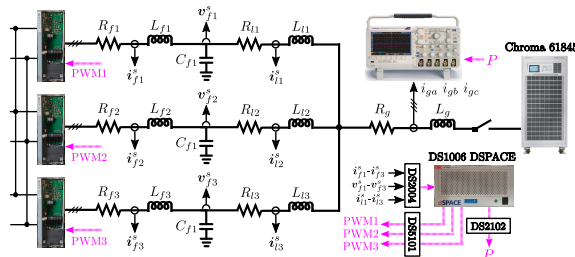 R_{f1} L_{f1} v^s_{f1} R_{l1} L_{l1}
PWM1 i^s_{f1} C_{f1} i^s_{l1}
P
Chroma 61845
R_{f2} L_{f2} v^s_{f2} R_{l2} L_{l2}
i_{ga} i_{gb} i_{gc}
R_g L_g
PWM2 i^s_{f2} C_{f1} i^s_{l2}
DS1006 DSPACE
R_{f3} L_{f3} v^s_{f3} R_{l3} L_{l3}
PWM3 i^s_{f3} C_{f1} i^s_{l3}
i^s_{f1}-i^s_{f3}
v^s_{f1}-v^s_{f3}
i^s_{l1}-i^s_{l3}
DS2004
dSPACE
PWM1
PWM2
PWM3
DS5101
DS2102
P